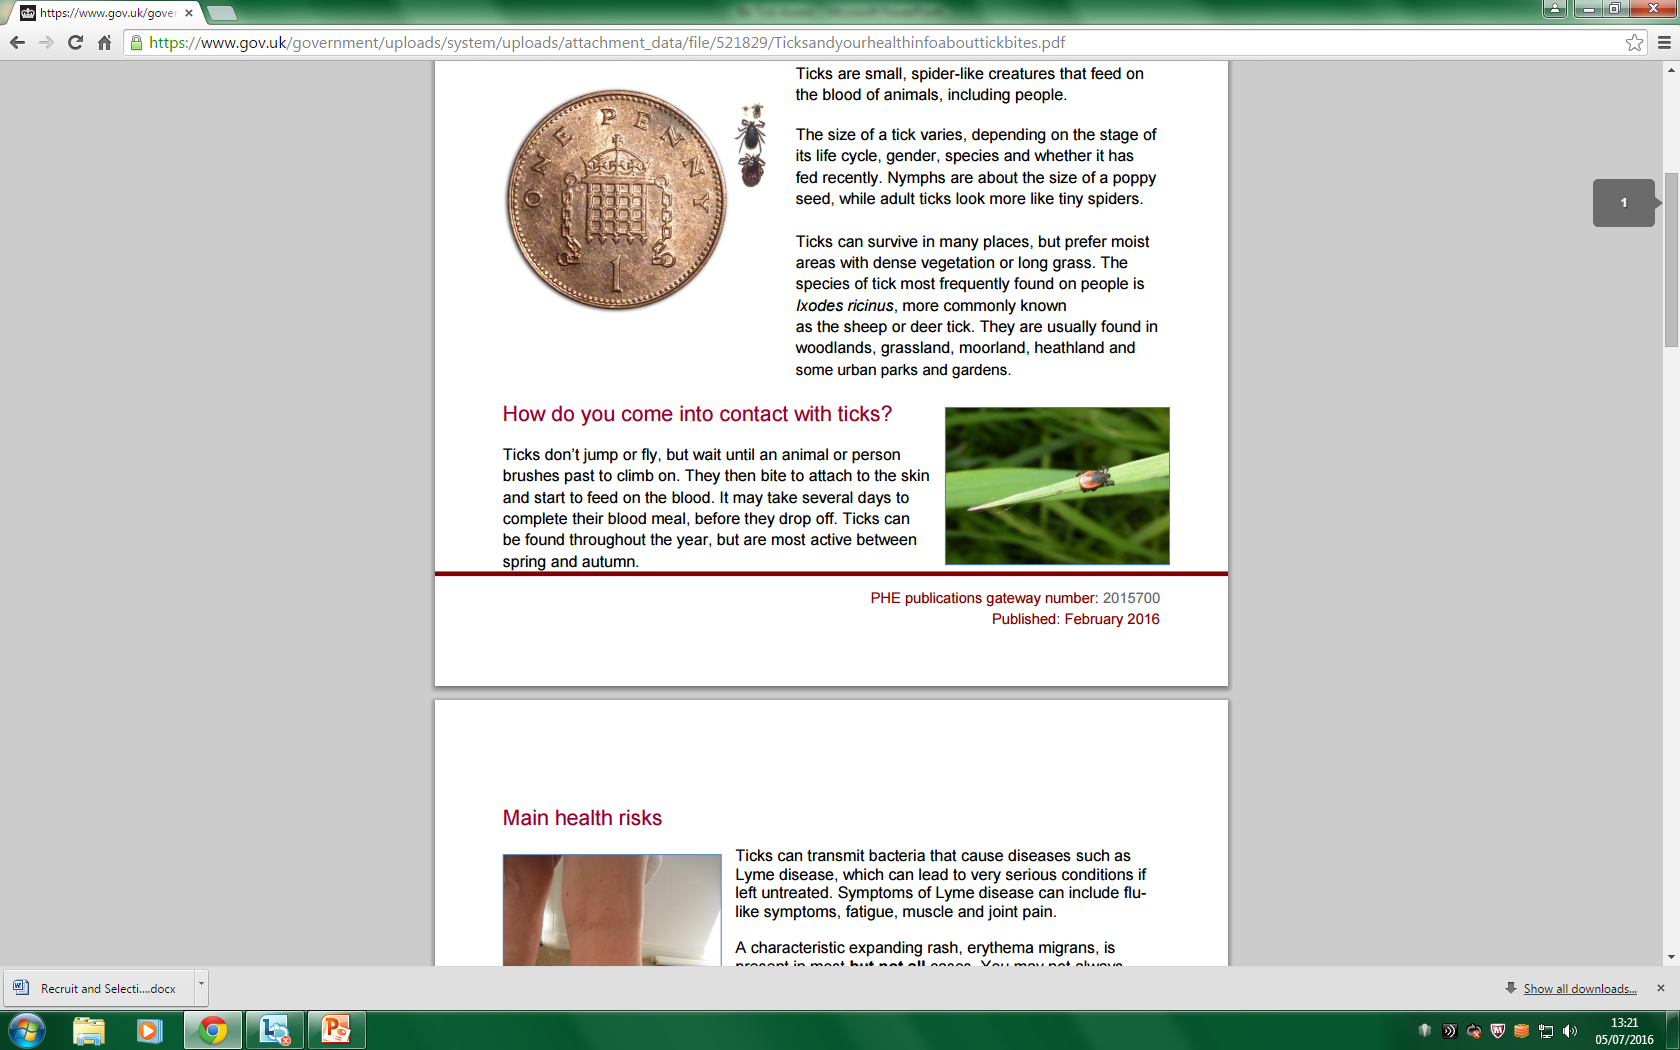 https://www.gov.uk/gover
https://www.gov.uk/government/uploads/system/uploads/attachment_data/file/521829/Ticksandyourhealthinfoabouttickbites.pdf
ONE PENNY
1
Ticks are small, spider-like creatures that feed on
the blood of animals, including people.
The size of a tick varies, depending on the stage of
its life cycle, gender, species and whether it has
fed recently. Nymphs are about the size of a poppy
seed, while adult ticks look more like tiny spiders.
Ticks can survive in many places, but prefer moist
areas with dense vegetation or long grass. The
species of tick most frequently found on people is
Ixodes ricinus, more commonly known
as the sheep or deer tick. They are usually found in
woodlands, grassland, moorland, heathland and
some urban parks and gardens.
1
How do you come into contact with ticks?
Ticks don’t jump or fly, but wait until an animal or person
brushes past to climb on. They then bite to attach to the skin
and start to feed on the blood. It may take several days to
complete their blood meal, before they drop off. Ticks can
be found throughout the year, but are most active between
spring and autumn.
PHE publications gateway number: 2015700
Published: February 2016
Main health risks
Ticks can transmit bacteria that cause diseases such as
Lyme disease, which can lead to very serious conditions if
left untreated. Symptoms of Lyme disease can include flu-
like symptoms, fatigue, muscle and joint pain.
A characteristic expanding rash, erythema migrans, is
present in most but not all cases. You may not always
Recruit and Selecti....docx
Show all downloads...
13:21
05/07/2016